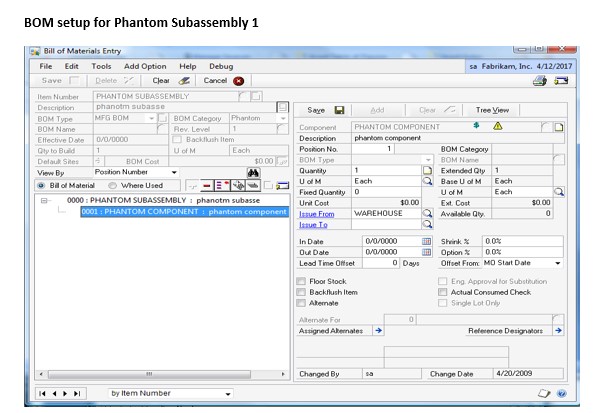 BOM setup for Phantom Subassembly 1
Bill of Materials Entry
File Edit Tools Add Option Help Debug sa Fabrikam, Inc. 4/12/2017
Save Delete Clear Cancel
Item Number PHANTOM SUBASSEMBLY
Description phanotm subasse
BOM Type MFG BOM BOM Category Phantom
BOM Name Rev. Level 1
Effective Date 0/0/0000 Backflush Item
Qty to Build 1 U of M Each
Default Sites BOM Cost $0.00
View By Position Number
Bill of Material Where Used
0000 : PHANTOM SUBASSEMBLY : phanotm subasse
0001 : PHANTOM COMPONENT : phantom component
Save Add Clear Tree View
Component PHANTOM COMPONENT $
Description phantom component
Position No. 1 BOM Category
BOM Type BOM Name
Quantity 1 Extended Qty 1
U of M Each Base U of M Each
Fixed Quantity 0 U of M Each
Unit Cost $0.00 Ext. Cost $0.00
Issue From WAREHOUSE Available Qty. 0
Issue To
In Date 0/0/0000 Shrink % 0.0%
Out Date 0/0/0000 Option % 0.0%
Lead Time Offset 0 Days Offset From: MO Start Date
Floor Stock Eng. Approval for Substitution
Backflush Item Actual Consumed Check
Alternate Single Lot Only
Alternate For 0
Assigned Alternates Reference Designators
Changed By sa Change Date 4/20/2009
by Item Number